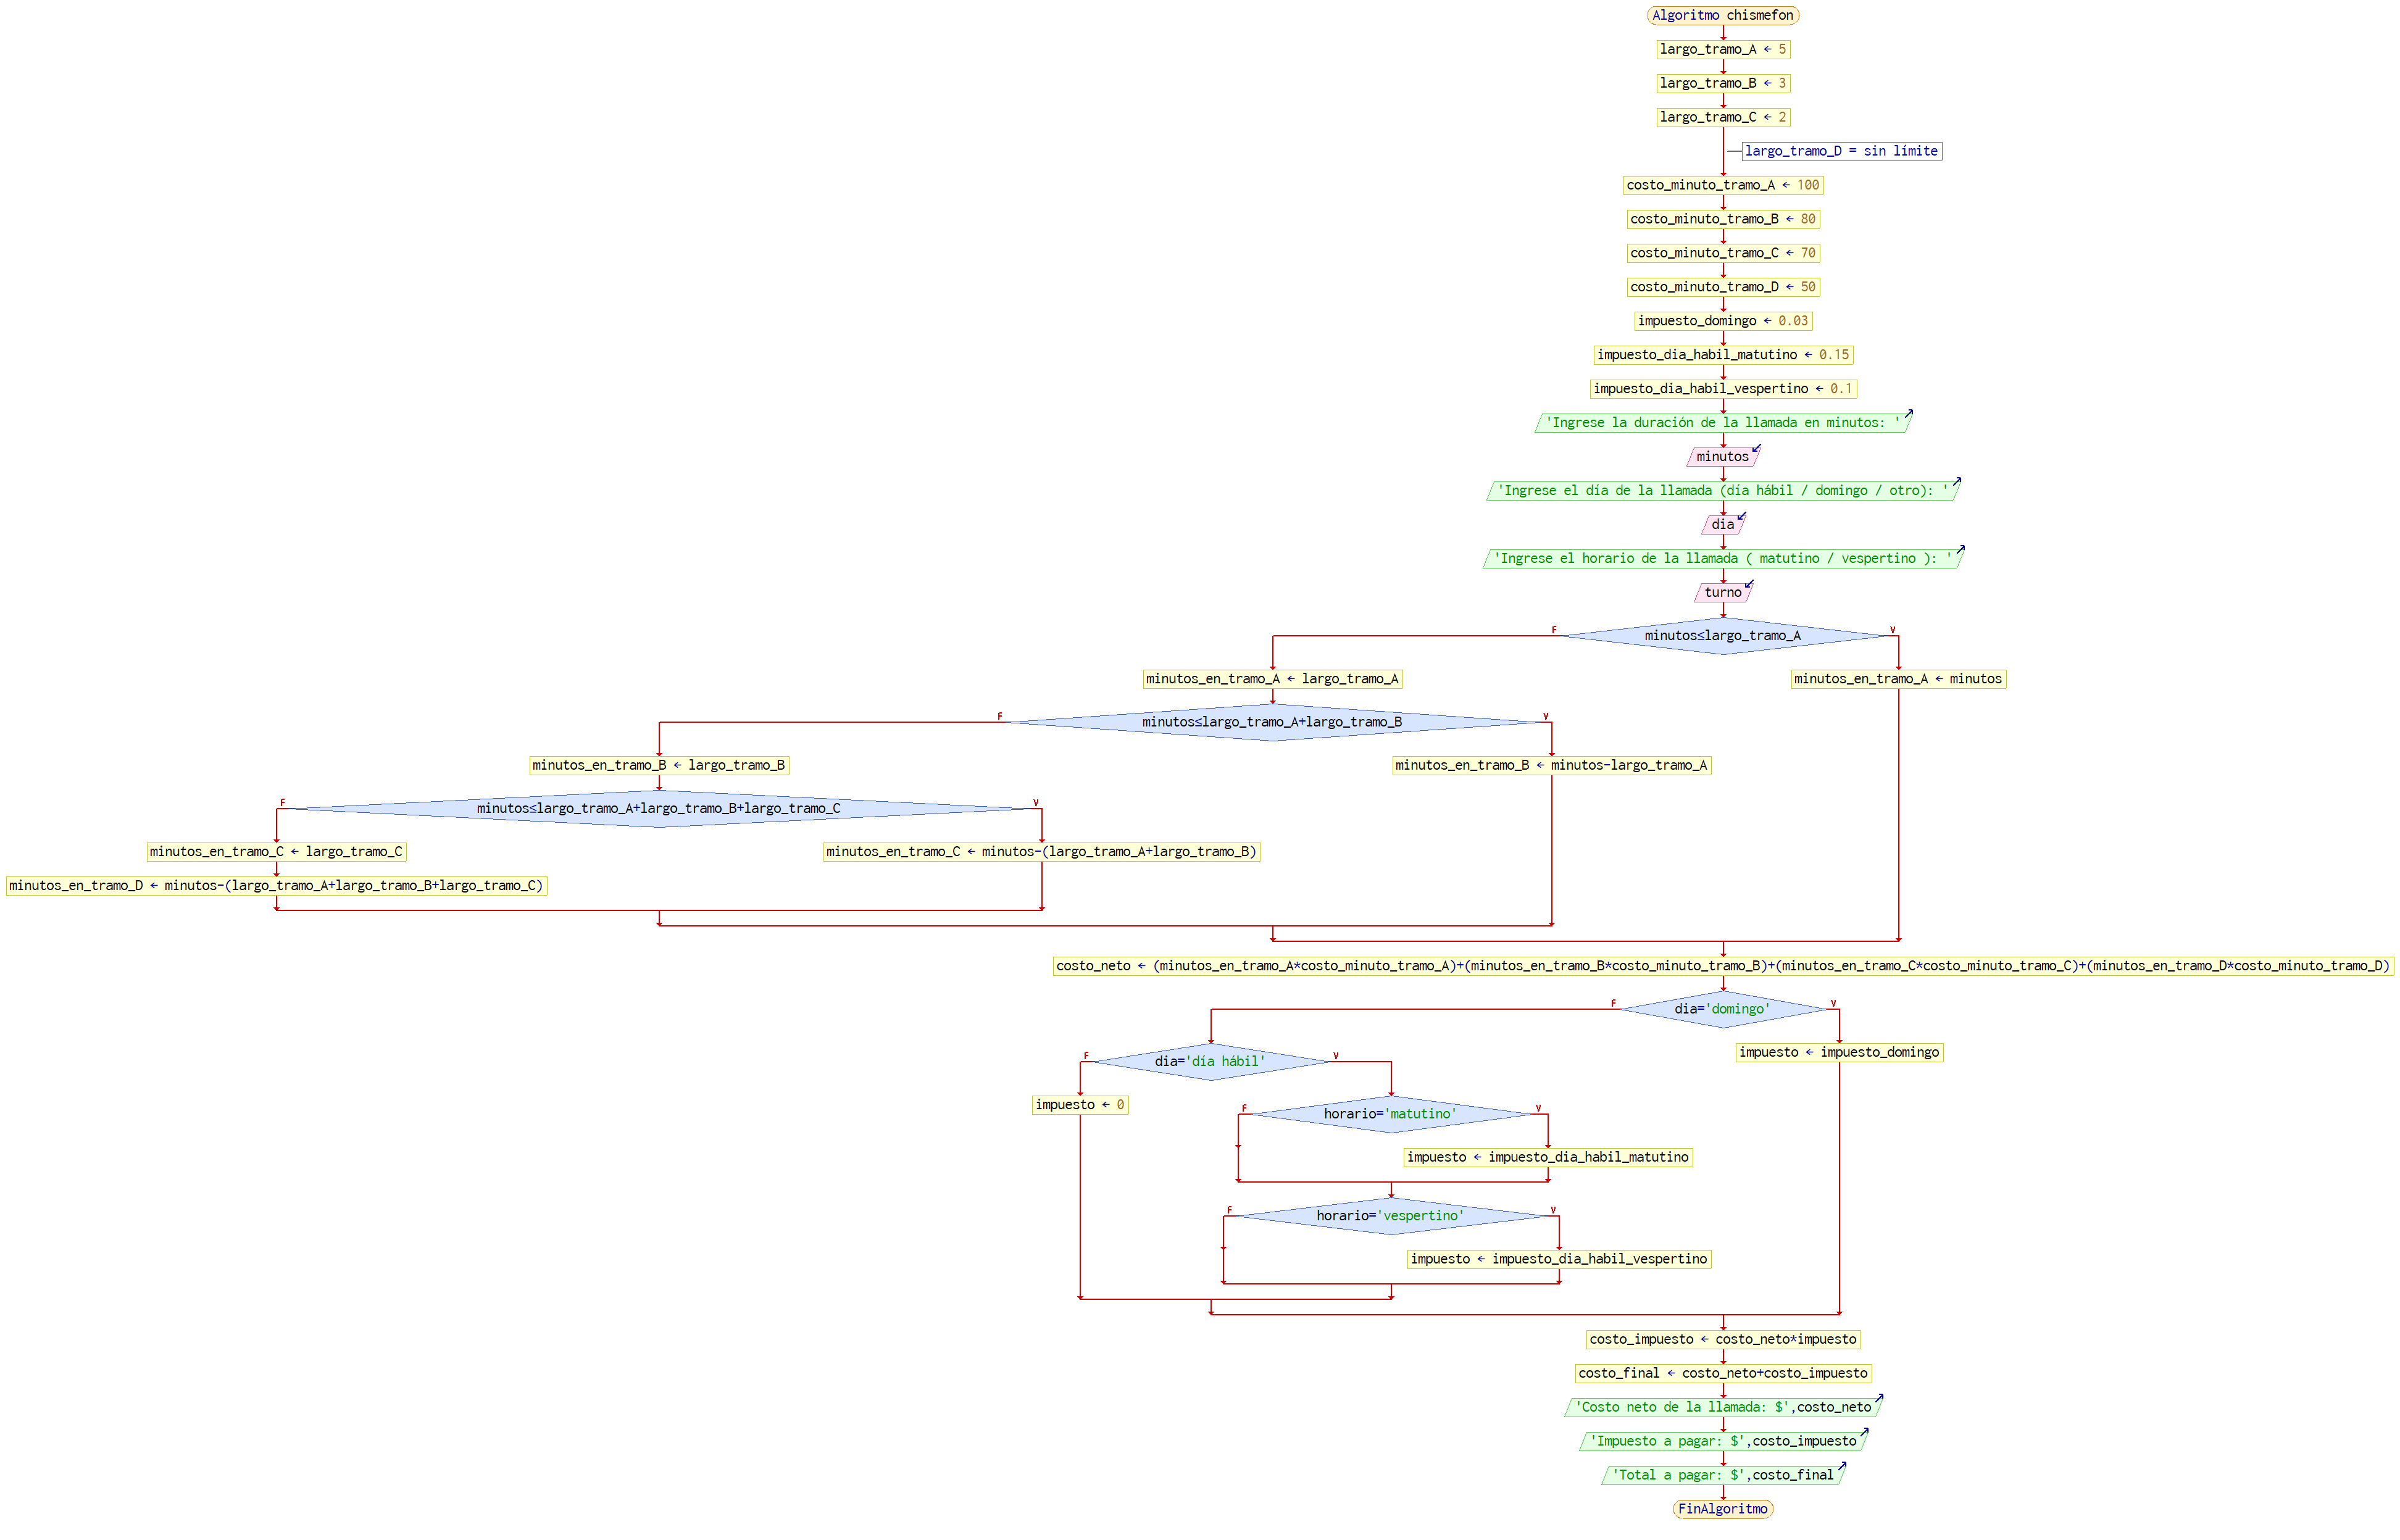 Algoritmo chismefon
largo_tramo_A ← 5
largo_tramo_B ← 3
largo_tramo_C ← 2
largo_tramo_D = sin límite
costo_minuto_tramo_A ← 100
costo_minuto_tramo_B ← 80
costo_minuto_tramo_C ← 70
costo_minuto_tramo_D ← 50
impuesto_domingo ← 0.03
impuesto_dia_habil_matutino ← 0.15
impuesto_dia_habil_vespertino ← 0.1
'Ingrese la duración de la llamada en minutos: '
minutos
'Ingrese el día de la llamada (día hábil / domingo / otro): '
dia
'Ingrese el horario de la llamada ( matutino / vespertino ): '
turno
F
V
minutos≤largo_tramo_A
minutos_en_tramo_A ← largo_tramo_A
minutos_en_tramo_A ← minutos
F
V
minutos≤largo_tramo_A+largo_tramo_B
minutos_en_tramo_B ← largo_tramo_B
minutos_en_tramo_B ← minutos-largo_tramo_A
F
V
minutos≤largo_tramo_A+largo_tramo_B+largo_tramo_C
minutos_en_tramo_C ← largo_tramo_C
minutos_en_tramo_C ← minutos-(largo_tramo_A+largo_tramo_B)
minutos_en_tramo_D ← minutos-(largo_tramo_A+largo_tramo_B+largo_tramo_C)
costo_neto ← (minutos_en_tramo_A*costo_minuto_tramo_A)+(minutos_en_tramo_B*costo_minuto_tramo_B)+(minutos_en_tramo_C*costo_minuto_tramo_C)+(minutos_en_tramo_D*costo_minuto_tramo_D)
F
V
dia='domingo'
impuesto ← impuesto_domingo
F
V
dia='día hábil'
impuesto ← 0
F
V
horario='matutino'
impuesto ← impuesto_dia_habil_matutino
F
V
horario='vespertino'
impuesto ← impuesto_dia_habil_vespertino
costo_impuesto ← costo_neto*impuesto
costo_final ← costo_neto+costo_impuesto
'Costo neto de la llamada: $',costo_neto
'Impuesto a pagar: $',costo_impuesto
'Total a pagar: $',costo_final
FinAlgoritmo